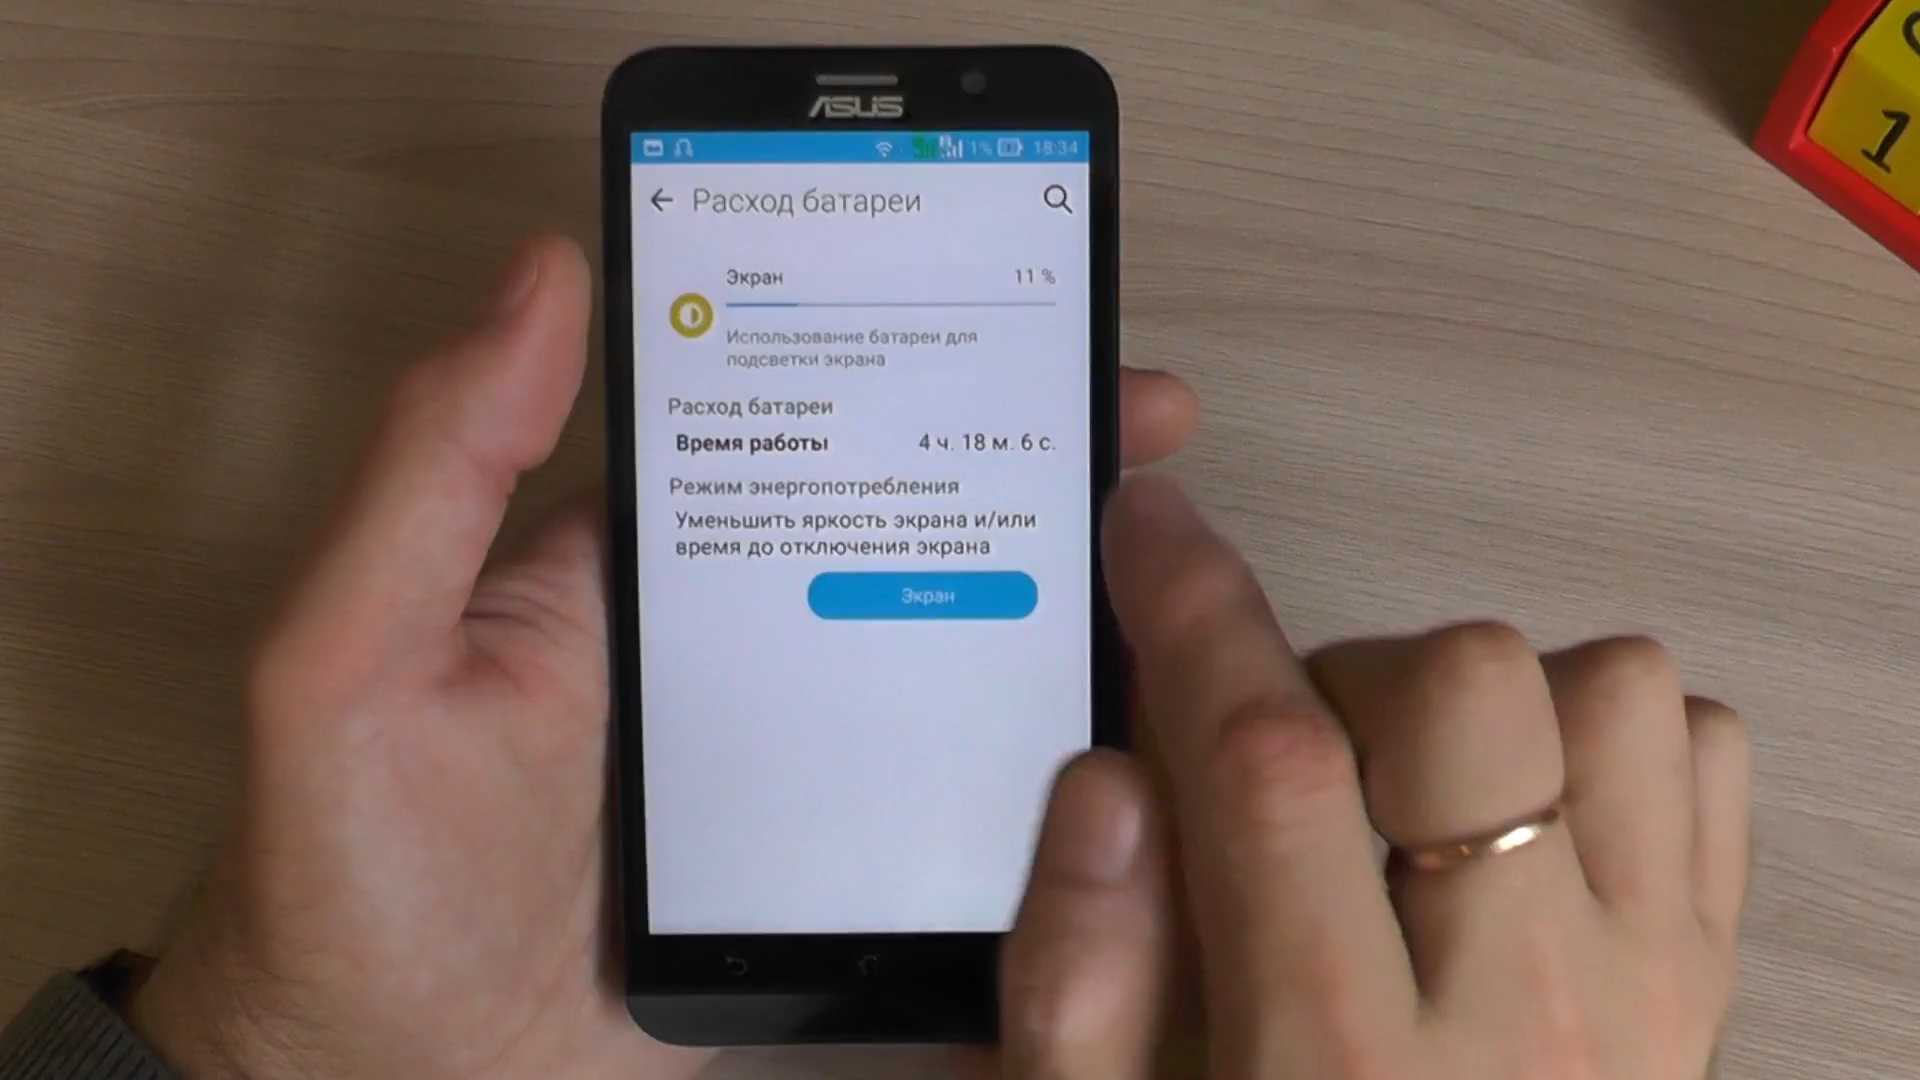 ASUS
1% 18:34
Расход батареи
Экран 11 %
Использование батареи для
подсветки экрана
Расход батареи
Время работы 4 ч. 18 м. 6 с.
Режим энергопотребления
Уменьшить яркость экрана и/или
время до отключения экрана
Экран
1